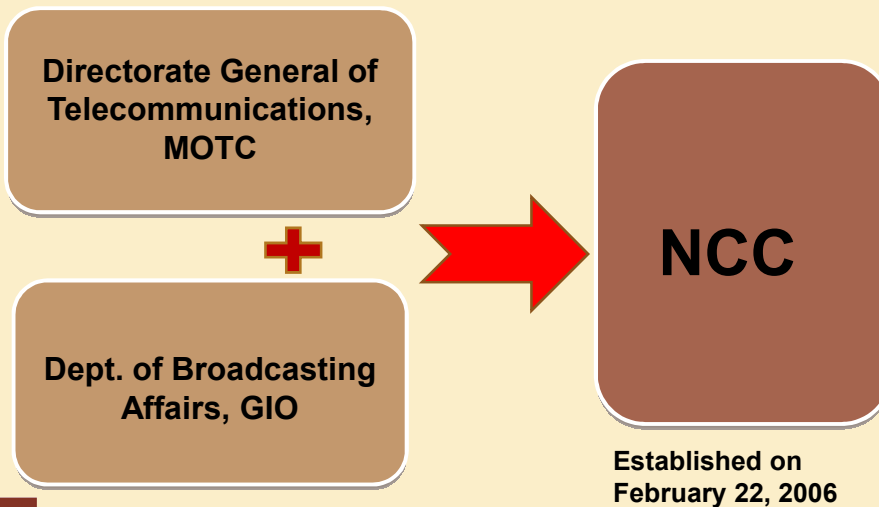 Directorate General of
Telecommunications,
MOTC
Dept. of Broadcasting
Affairs, GIO
NCC
Established on
February 22, 2006